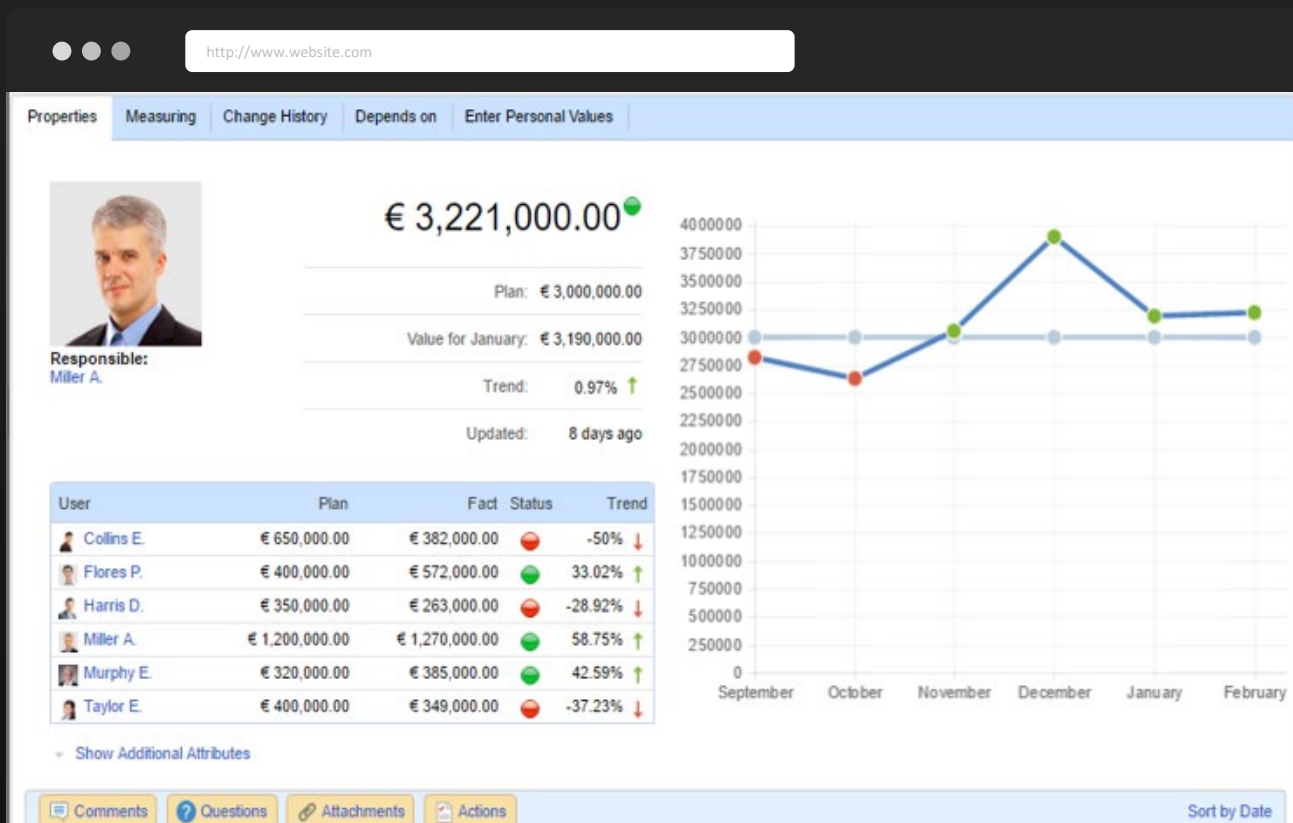 http://www.website.com
Properties Measuring Change History Depends on Enter Personal Values
€ 3,221,000.00
Plan: € 3,000,000.00
Value for January: € 3,190,000.00
Trend: 0.97% ↑
Updated: 8 days ago
Responsible:
Miller A.
User Plan Fact Status Trend
Collins E. € 650,000.00 € 382,000.00 -50% ↓
Flores P. € 400,000.00 € 572,000.00 33.02% ↑
Harris D. € 350,000.00 € 263,000.00 -28.92% ↓
Miller A. € 1,200,000.00 € 1,270,000.00 58.75% ↑
Murphy E. € 320,000.00 € 385,000.00 42.59% ↑
Taylor E. € 400,000.00 € 349,000.00 -37.23% ↓
Show Additional Attributes
4000000
3750000
3500000
3250000
3000000
2750000
2500000
2250000
2000000
1750000
1500000
1250000
1000000
750000
500000
250000
0
September October November December January February
Comments Questions Attachments Actions Sort by Date